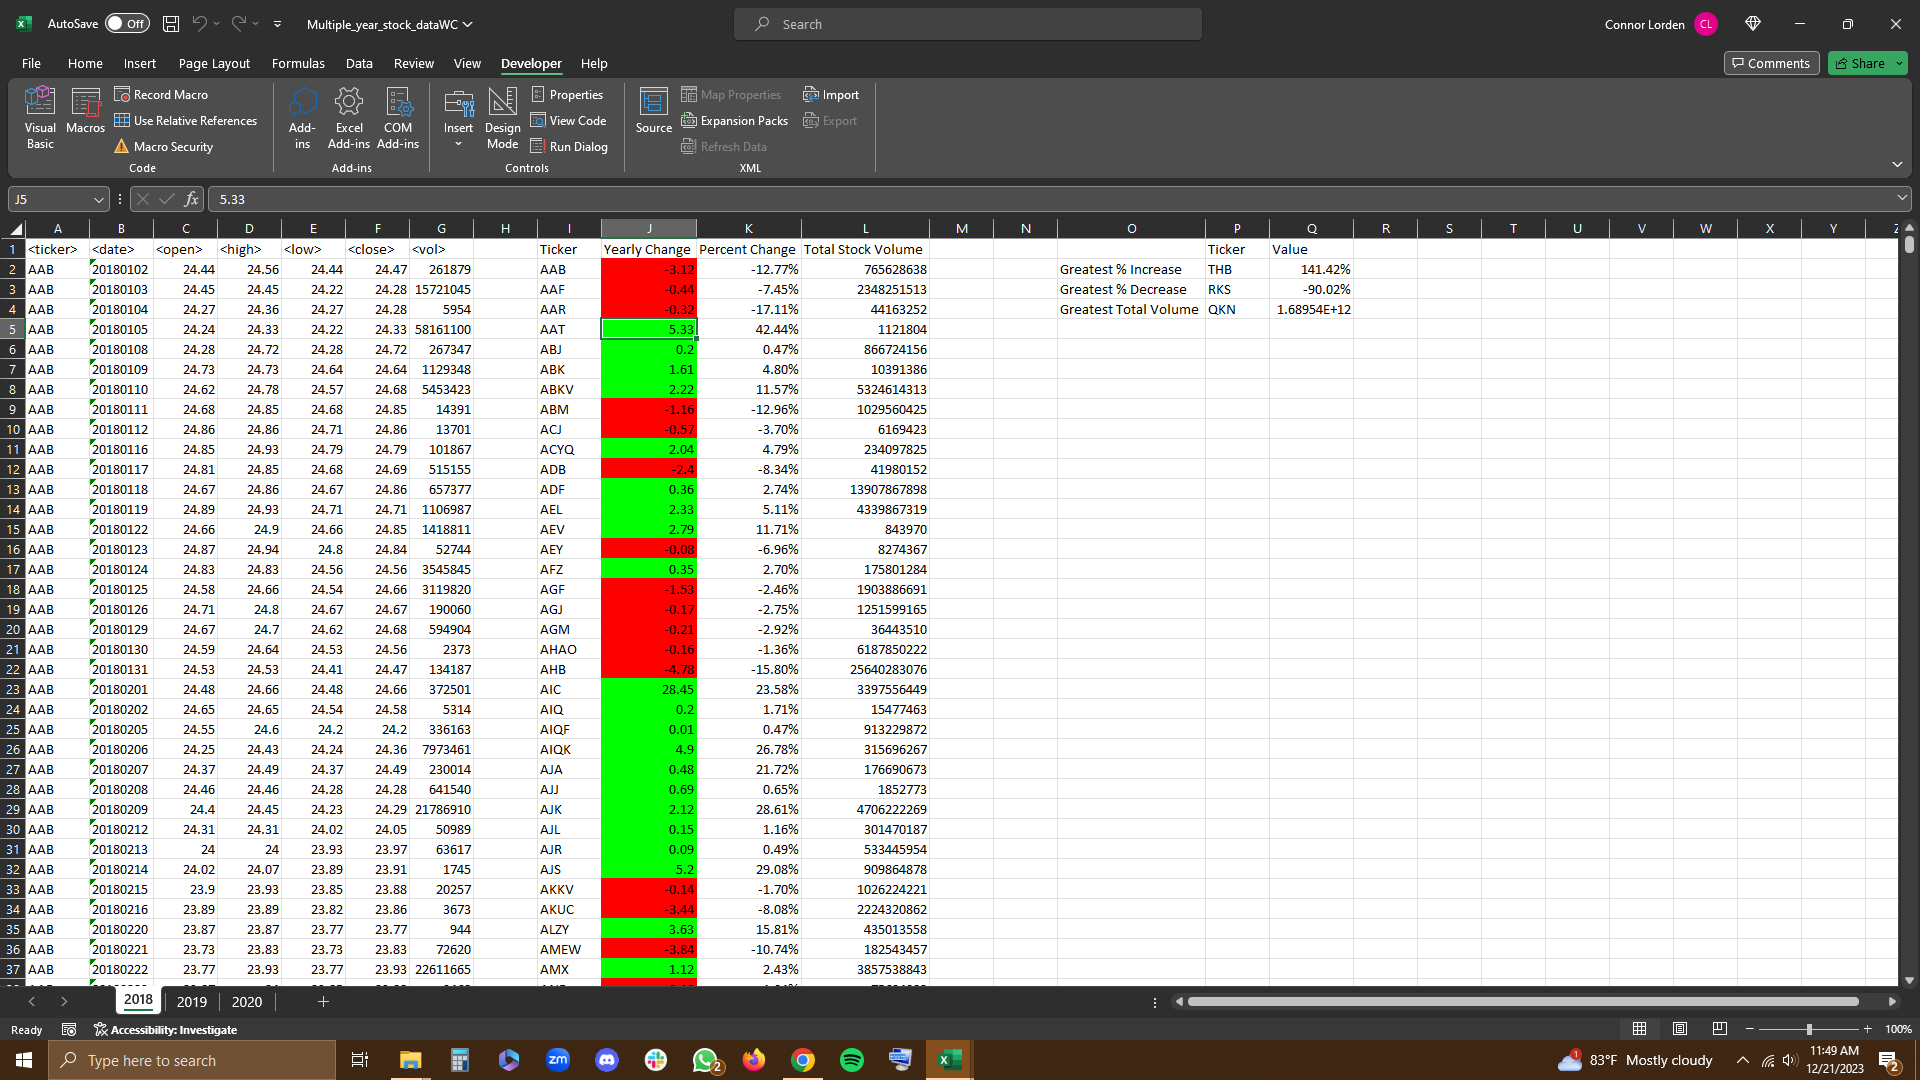 AutoSave Off Multiple_year_stock_dataWC Search Connor Lorden CL
File Home Insert Page Layout Formulas Data Review View Developer Help Comments Share
Visual Basic Macros Record Macro Use Relative References Macro Security Code
Add-ins Excel Add-ins COM Add-ins Add-ins
Insert Design Mode Properties View Code Run Dialog Controls
Source Map Properties Expansion Packs Refresh Data Import Export XML
J5 fx 5.33
A B C D E F G H I J K L M N O P Q R S T U V W X Y
1 <ticker> <date> <open> <high> <low> <close> <vol> Ticker Yearly Change Percent Change Total Stock Volume Ticker Value
2 AAB 20180102 24.44 24.56 24.44 24.47 261879 AAB -3.12 -12.77% 765628638 Greatest % Increase THB 141.42%
3 AAB 20180103 24.45 24.45 24.22 24.28 15721045 AAF -0.44 -7.45% 2348251513 Greatest % Decrease RKS -90.02%
4 AAB 20180104 24.27 24.36 24.27 24.28 5954 AAR -0.32 -17.11% 44163252 Greatest Total Volume QKN 1.68954E+12
5 AAB 20180105 24.24 24.33 24.22 24.33 58161100 AAT 5.33 42.44% 1121804
6 AAB 20180108 24.28 24.72 24.28 24.72 267347 ABJ 0.2 0.47% 866724156
7 AAB 20180109 24.73 24.73 24.64 24.64 1129348 ABK 1.61 4.80% 10391386
8 AAB 20180110 24.62 24.78 24.57 24.68 5453423 ABKV 2.22 11.57% 5324614313
9 AAB 20180111 24.68 24.85 24.68 24.85 14391 ABM -1.16 -12.96% 1029560425
10 AAB 20180112 24.86 24.86 24.71 24.86 13701 ACJ -0.57 -3.70% 6169423
11 AAB 20180116 24.85 24.93 24.79 24.79 101867 ACYQ 2.04 4.79% 234097825
12 AAB 20180117 24.81 24.85 24.68 24.69 515155 ADB -2.4 -8.34% 41980152
13 AAB 20180118 24.67 24.86 24.67 24.86 657377 ADF 0.36 2.74% 13907867898
14 AAB 20180119 24.89 24.93 24.71 24.71 1106987 AEL 2.33 5.11% 4339867319
15 AAB 20180122 24.66 24.9 24.66 24.85 1418811 AEV 2.79 11.71% 843970
16 AAB 20180123 24.87 24.94 24.8 24.84 52744 AEY -0.08 -6.96% 8274367
17 AAB 20180124 24.83 24.83 24.56 24.56 3545845 AFZ 0.35 2.70% 175801284
18 AAB 20180125 24.58 24.66 24.54 24.66 3119820 AGF -1.53 -2.46% 1903886691
19 AAB 20180126 24.71 24.8 24.67 24.67 190060 AGJ -0.17 -2.75% 1251599165
20 AAB 20180129 24.67 24.7 24.62 24.68 594904 AGM -0.21 -2.92% 36443510
21 AAB 20180130 24.59 24.64 24.53 24.56 2373 AHAO -0.16 -1.36% 6187850222
22 AAB 20180131 24.53 24.53 24.41 24.47 134187 AHB -4.78 -15.80% 25640283076
23 AAB 20180201 24.48 24.66 24.48 24.66 372501 AIC 28.45 23.58% 3397556449
24 AAB 20180202 24.65 24.65 24.54 24.58 5314 AIQ 0.2 1.71% 15477463
25 AAB 20180205 24.55 24.6 24.2 24.2 336163 AIQF 0.01 0.47% 913229872
26 AAB 20180206 24.25 24.43 24.24 24.36 7973461 AIQK 4.9 26.78% 315696267
27 AAB 20180207 24.37 24.49 24.37 24.49 230014 AJA 0.48 21.72% 176690673
28 AAB 20180208 24.46 24.46 24.28 24.28 641540 AJJ 0.69 0.65% 1852773
29 AAB 20180209 24.4 24.45 24.23 24.29 21786910 AJK 2.12 28.61% 4706222269
30 AAB 20180212 24.31 24.31 24.02 24.05 50989 AJL 0.15 1.16% 301470187
31 AAB 20180213 24 24 23.93 23.97 63617 AJR 0.09 0.49% 533445954
32 AAB 20180214 24.02 24.07 23.89 23.91 1745 AJS 5.2 29.08% 909864878
33 AAB 20180215 23.9 23.93 23.85 23.88 20257 AKKV -0.14 -1.70% 1026224221
34 AAB 20180216 23.89 23.89 23.82 23.86 3673 AKUC -3.44 -8.08% 2224320862
35 AAB 20180220 23.87 23.87 23.77 23.77 944 ALZY 3.63 15.81% 435013558
36 AAB 20180221 23.73 23.83 23.73 23.83 72620 AMEW -3.84 -10.74% 182543457
37 AAB 20180222 23.77 23.93 23.77 23.93 22611665 AMX 1.12 2.43% 3857538843
2018 2019 2020
Ready Accessibility: Investigate 100%
Type here to search zm 2 1 83°F Mostly cloudy 11:49 AM 12/21/2023 2